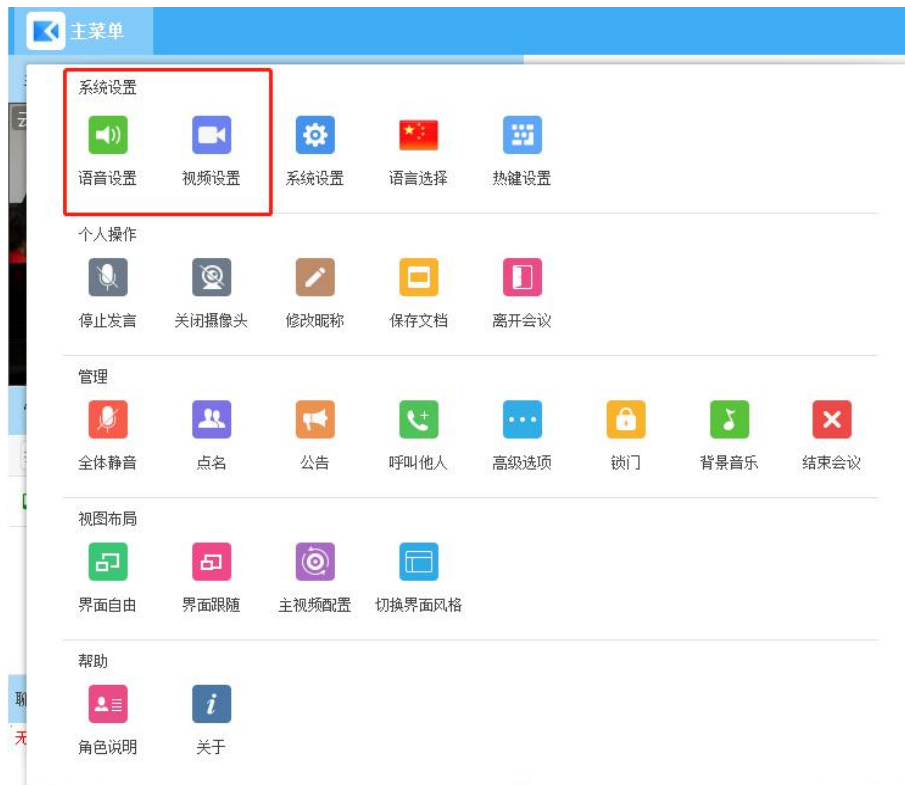 主菜单
系统设置
语音设置 视频设置 系统设置 语言选择 热键设置
个人操作
停止发言 关闭摄像头 修改昵称 保存文档 离开会议
管理
全体静音 点名 公告 呼叫他人 高级选项 锁门 背景音乐 结束会议
视图布局
界面自由 界面跟随 主视频配置 切换界面风格
帮助
聊
角色说明 关于
无